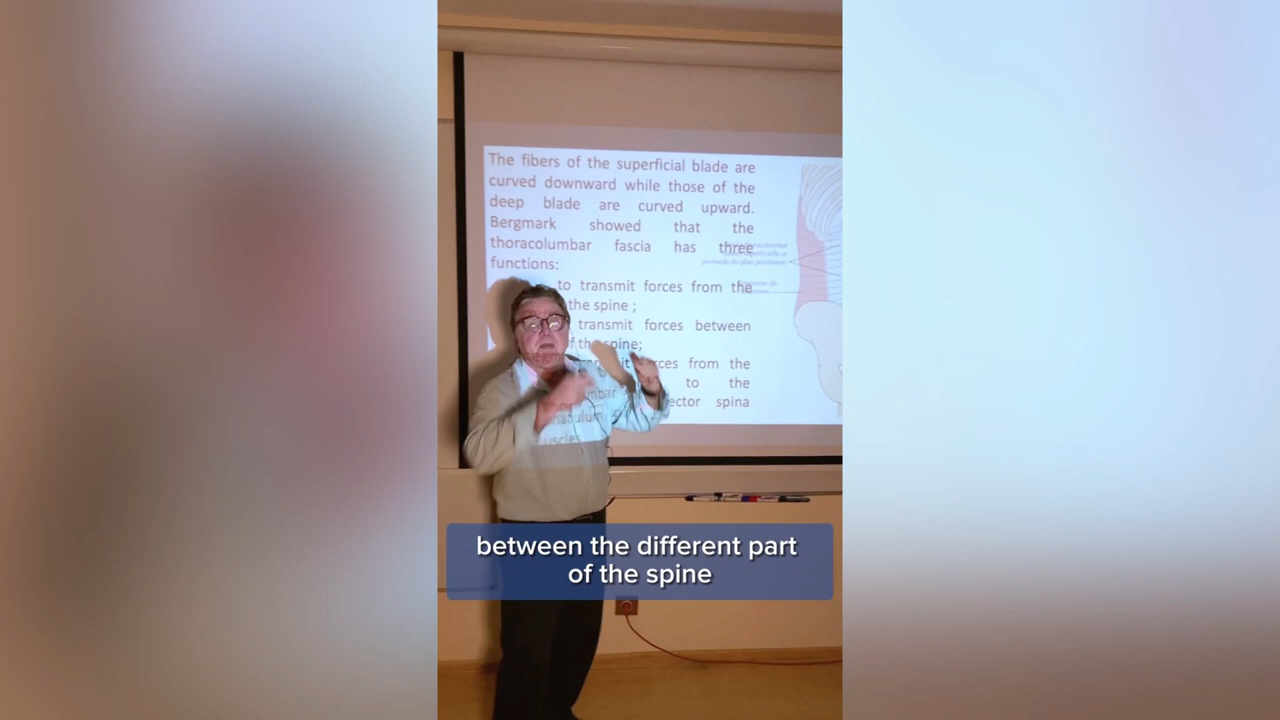 The fibers of the superficial blade are
curved downward while those of the
deep blade are curved upward.
Bergmark showed that the
thoracolumbar fascia has three
functions:
to transmit forces from the
the spine ;
transmit forces between
f the spine;
forces from the
to the
ector spina
between the different part
of the spine